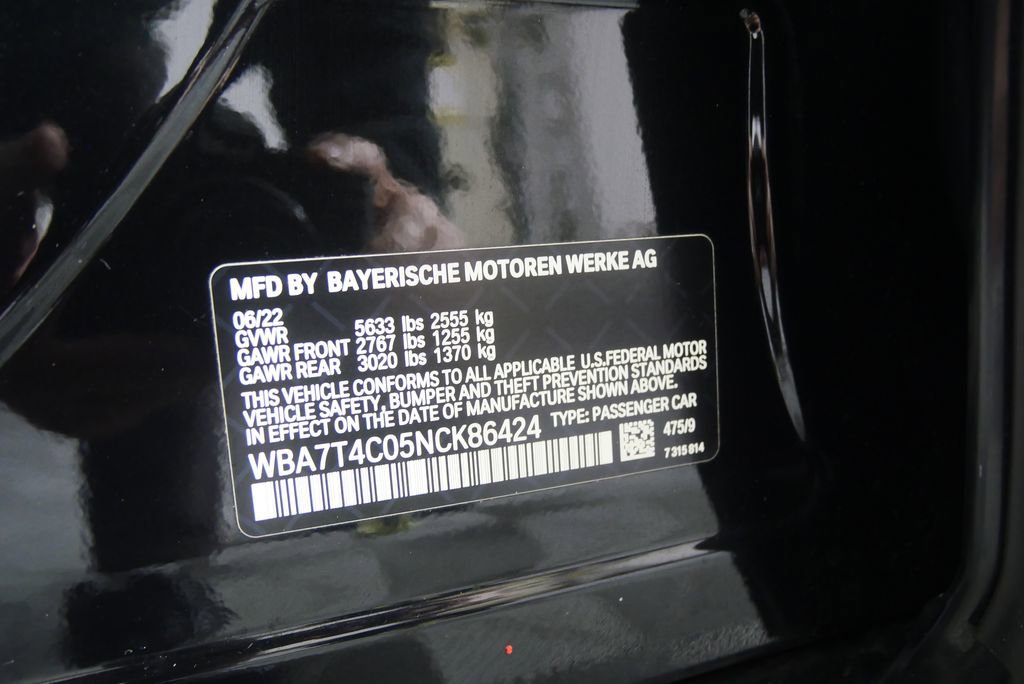 MFD BY BAYERISCHE MOTOREN WERKE AG
06/22
GVWR 5633 lbs 2555 kg
GAWR FRONT 2767 lbs 1255 kg
GAWR REAR 3020 lbs 1370 kg
THIS VEHICLE CONFORMS TO ALL APPLICABLE U.S.FEDERAL MOTOR
VEHICLE SAFETY, BUMPER AND THEFT PREVENTION STANDARDS
IN EFFECT ON THE DATE OF MANUFACTURE SHOWN ABOVE.
WBA7T4C05NCK86424 TYPE: PASSENGER CAR
475/9
7 315 814